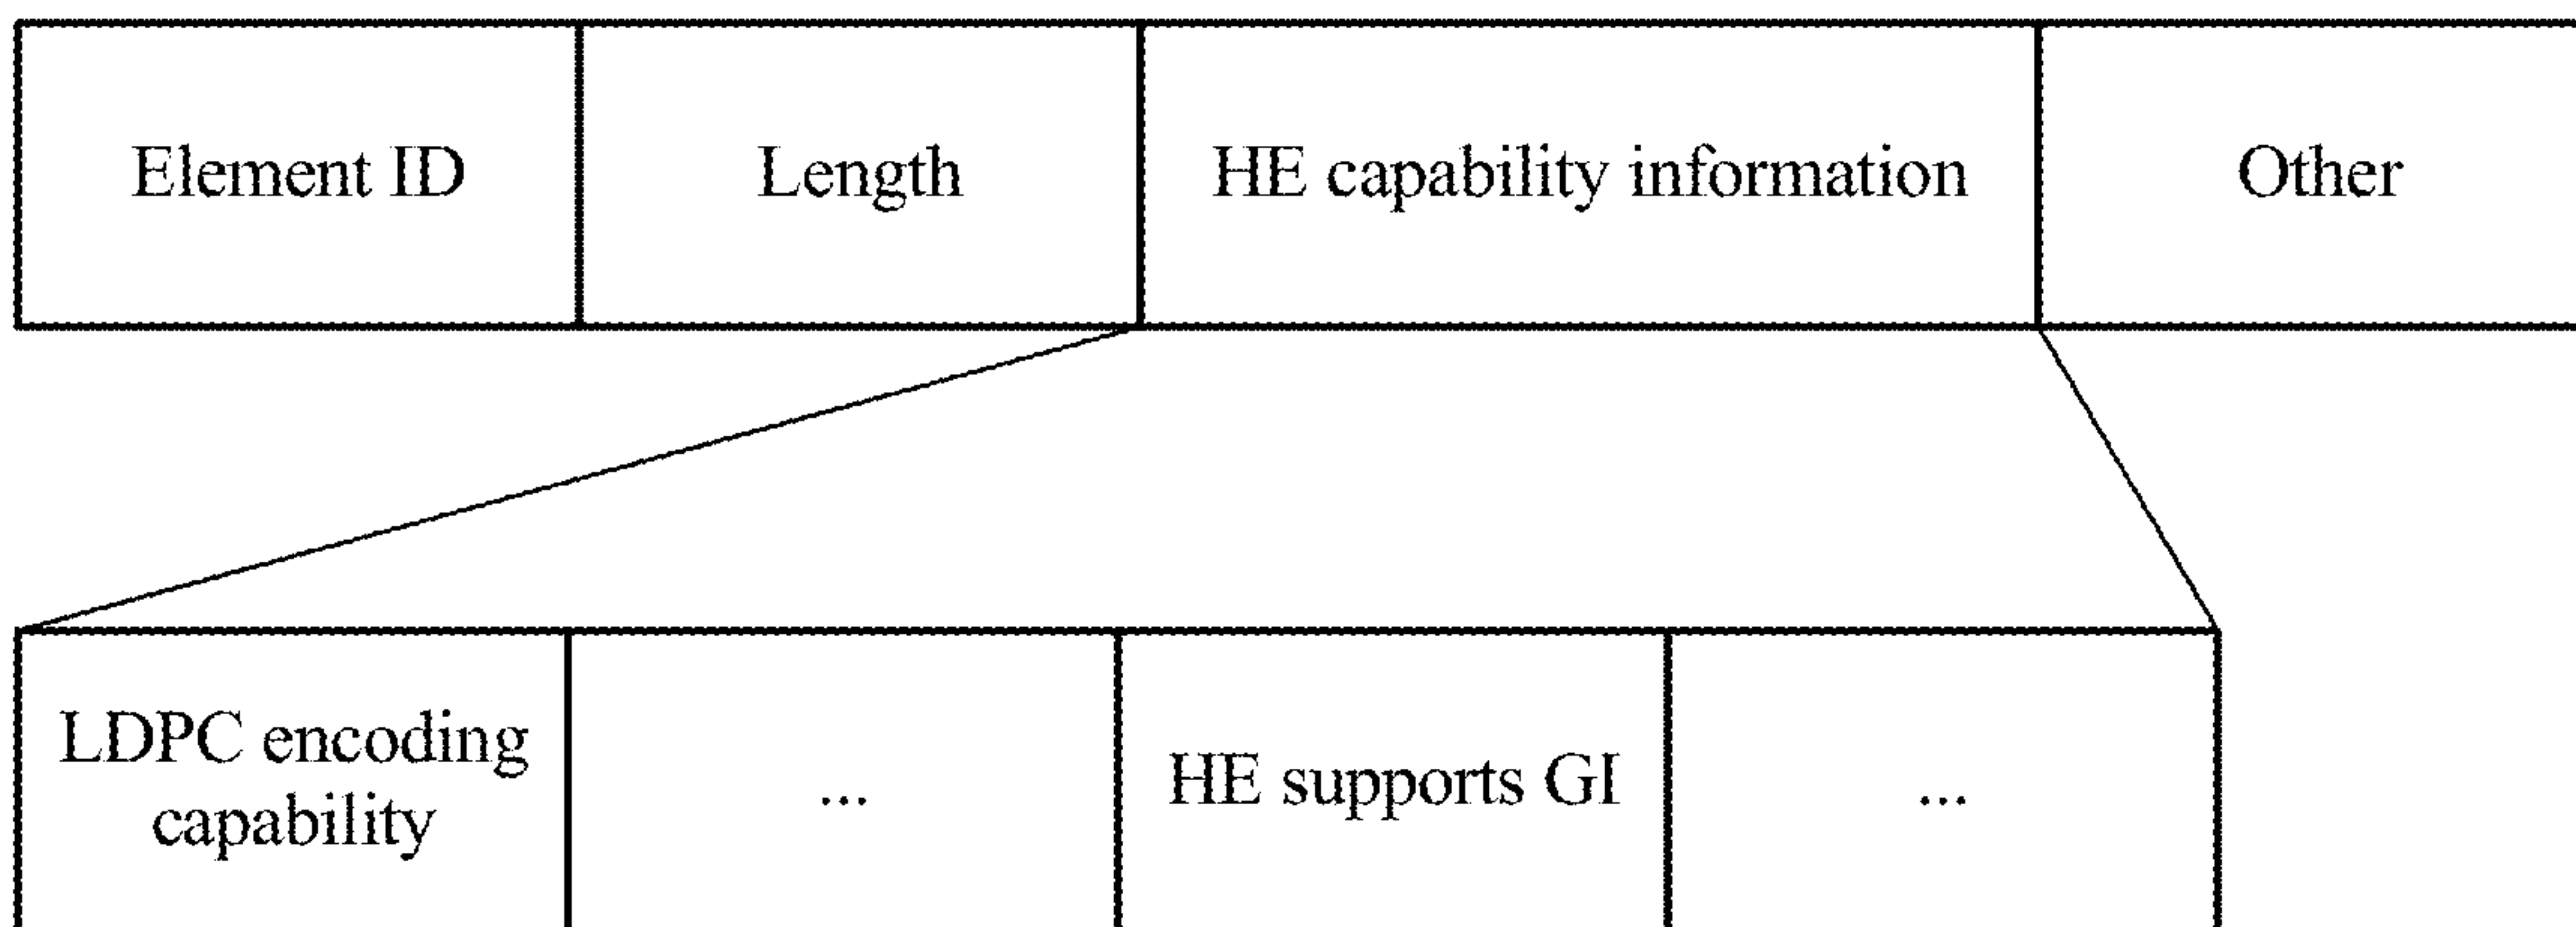 Element ID
Length
HE capability information
Other
LDPC encoding
capability
...
HE supports GI
...